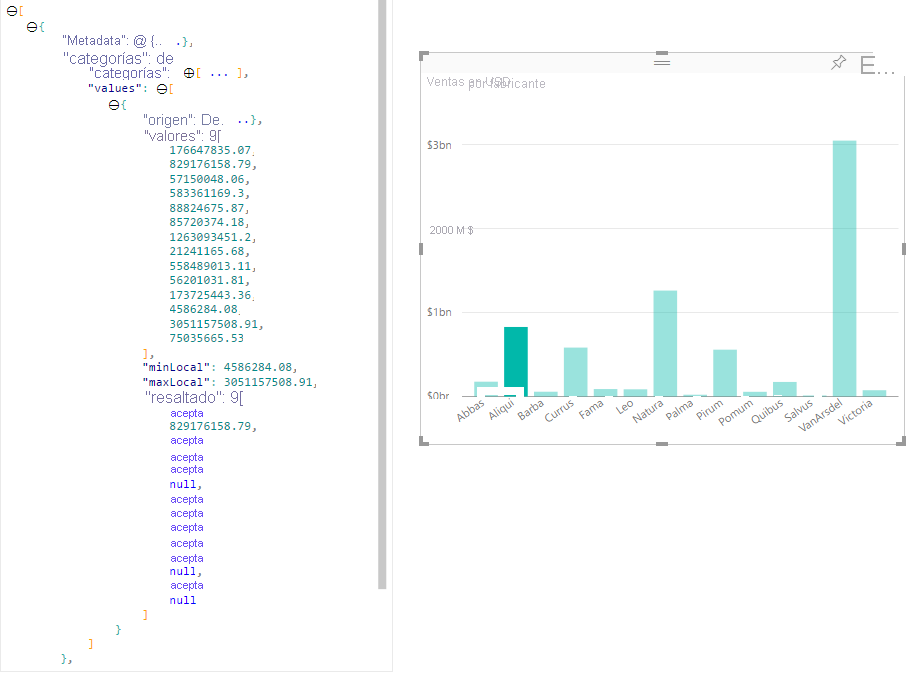 [
{
"Metadata": @ {.. .},
"categorías": de
"categorías": [ ... ],
"values": [
{
"origen": De. ..},
"valores": 9[
176647835.07,
829176158.79,
57150048.06,
583361169.3,
88824675.87,
85720374.18,
1263093451.2,
21241165.68,
558489013.11,
56201031.81,
173725443.36,
4586284.08,
3051157508.91,
75035665.53
],
"minLocal": 4586284.08,
"maxLocal": 3051157508.91,
"resaltado": 9[
acepta
829176158.79,
acepta
acepta
acepta
null,
acepta
acepta
acepta
acepta
acepta
null,
acepta
null
]
}
]
},
E...
Ventas en USD
por fabricante
$3bn
2000 M $
$1bn
$0bn
Abbas
Aliqui
Barba
Currus
Fama
Leo
Natura
Palma
Pirum
Pomum
Quibus
Salvus
VanArsdel
Victoria